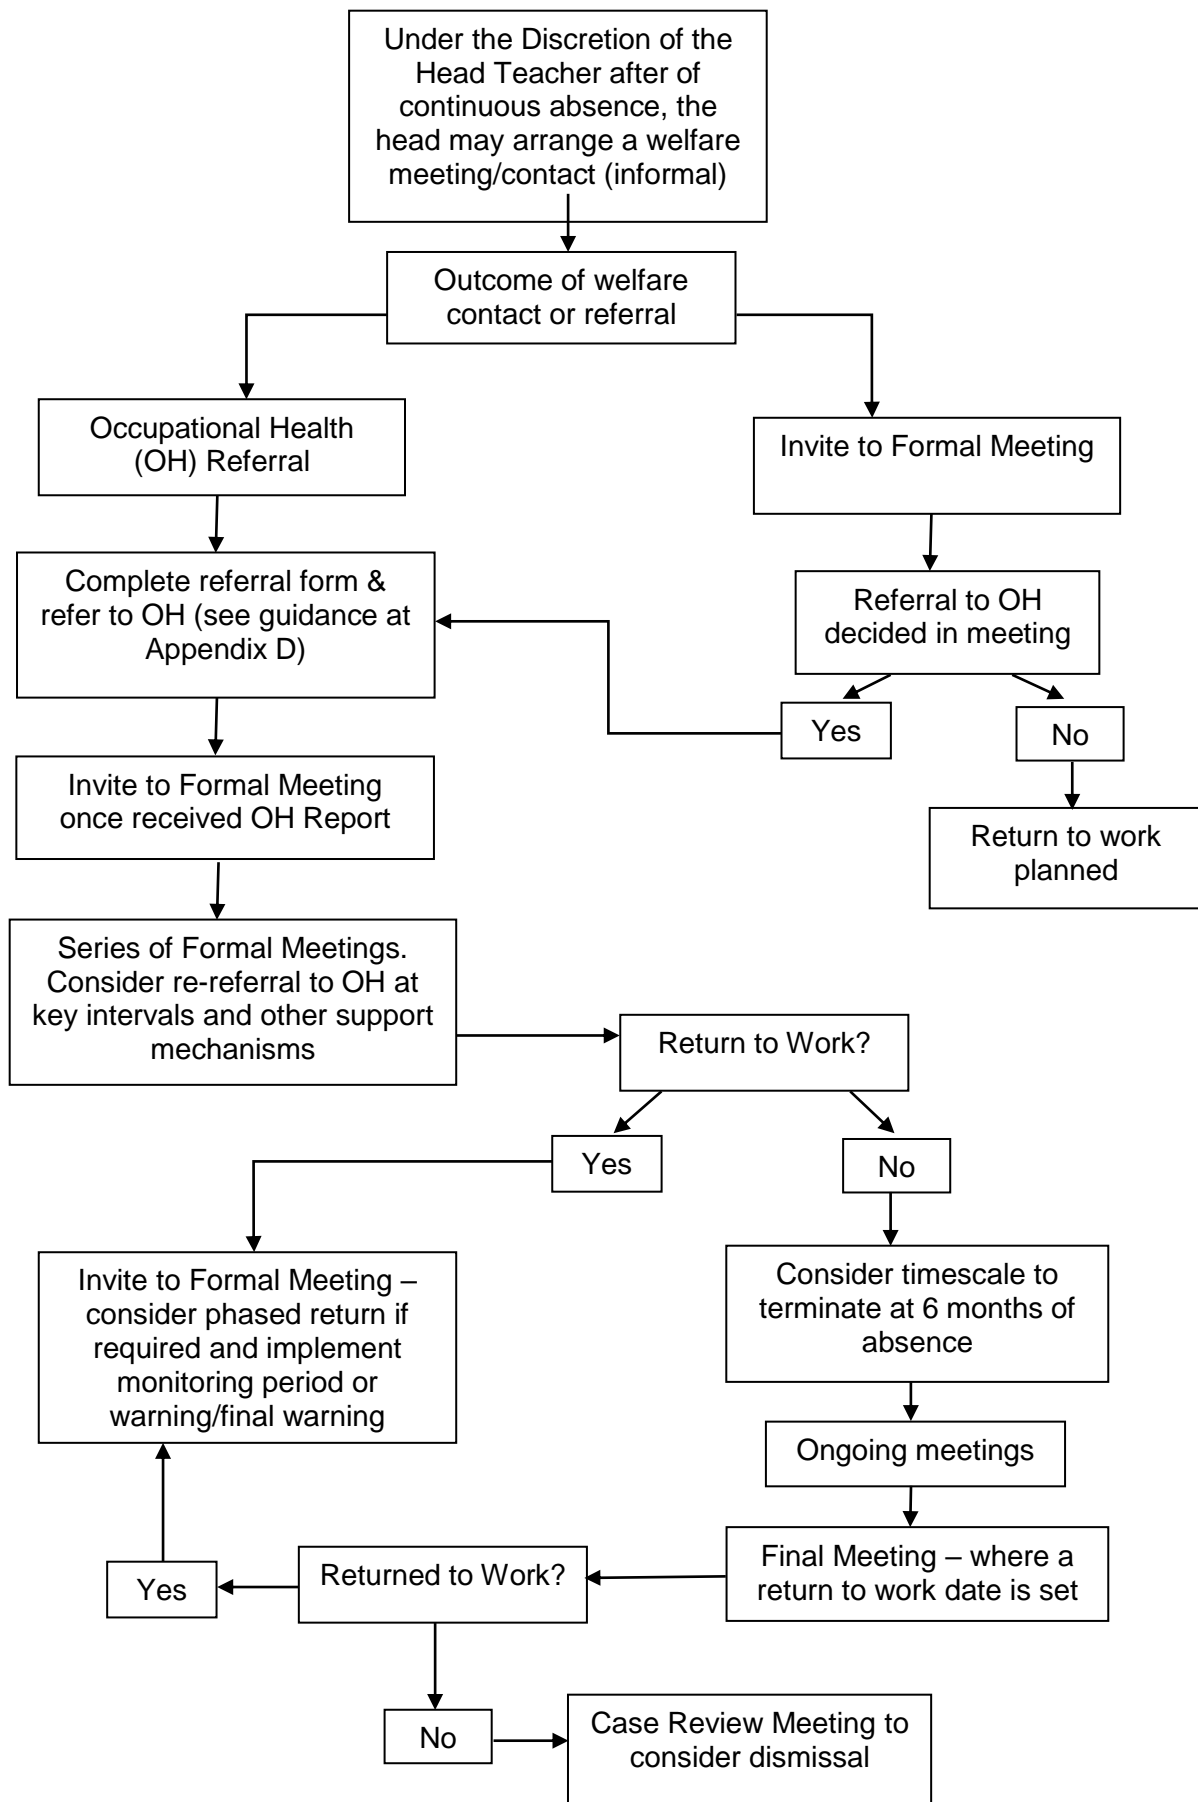 Under the Discretion of the
Head Teacher after of
continuous absence, the
head may arrange a welfare
meeting/contact (informal)
Outcome of welfare
contact or referral
Occupational Health
(OH) Referral
Invite to Formal Meeting
Complete referral form &
refer to OH (see guidance at
Appendix D)
Referral to OH
decided in meeting
Yes
No
Invite to Formal Meeting
once received OH Report
Return to work
planned
Series of Formal Meetings.
Consider re-referral to OH at
key intervals and other support
mechanisms
Return to Work?
Yes
No
Invite to Formal Meeting –
consider phased return if
required and implement
monitoring period or
warning/final warning
Consider timescale to
terminate at 6 months of
absence
Ongoing meetings
Final Meeting – where a
return to work date is set
Returned to Work?
Yes
No
Case Review Meeting to
consider dismissal